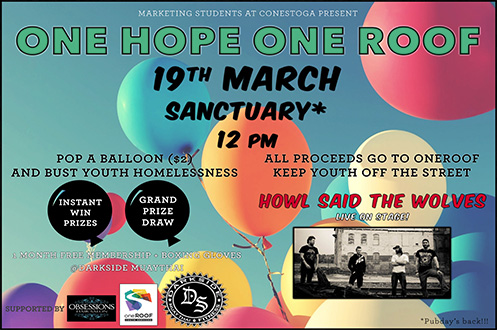 MARKETING STUDENTS AT CONESTOGA PRESENT
ONE HOPE ONE ROOF
19TH MARCH
SANCTUARY*
12 PM
POP A BALLOON ($2)
AND BUST YOUTH HOMELESSNESS
INSTANT
WIN
PRIZES
GRAND
PRIZE
DRAW
1 MONTH FREE MEMBERSHIP + BOXING GLOVES
@DARKSIDE MUAYTHAI
ALL PROCEEDS GO TO ONEROOF
KEEP YOUTH OFF THE STREET
HOWL SAID THE WOLVES
LIVE ON STAGE!
SUPPORTED BY
OBSESSIONS
oneROOF
DS
*Pubday's back!!!